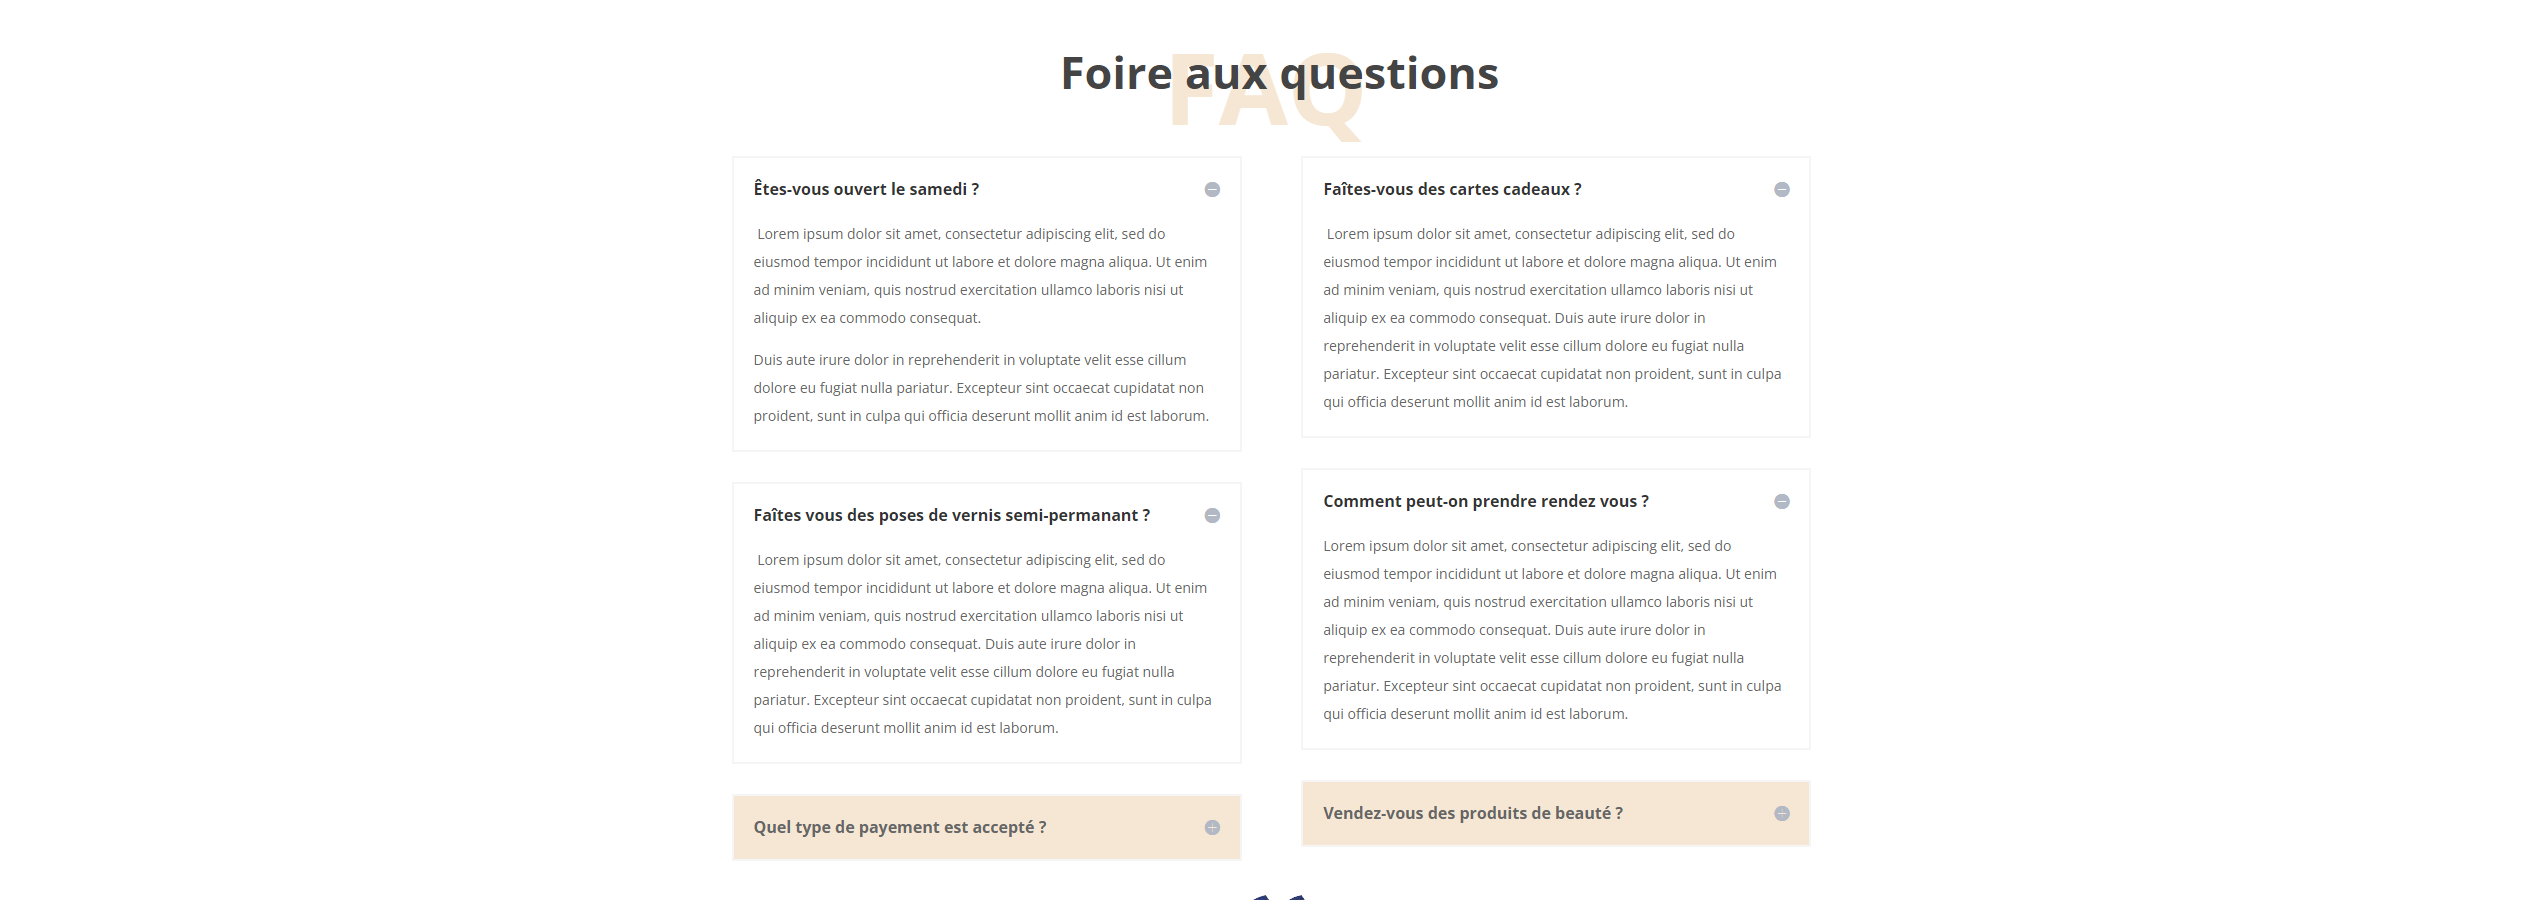 FAQ
Foire aux questions
Êtes-vous ouvert le samedi ?
Lorem ipsum dolor sit amet, consectetur adipiscing elit, sed do
eiusmod tempor incididunt ut labore et dolore magna aliqua. Ut enim
ad minim veniam, quis nostrud exercitation ullamco laboris nisi ut
aliquip ex ea commodo consequat.
Duis aute irure dolor in reprehenderit in voluptate velit esse cillum
dolore eu fugiat nulla pariatur. Excepteur sint occaecat cupidatat non
proident, sunt in culpa qui officia deserunt mollit anim id est laborum.
Faîtes vous des poses de vernis semi-permanant ?
Lorem ipsum dolor sit amet, consectetur adipiscing elit, sed do
eiusmod tempor incididunt ut labore et dolore magna aliqua. Ut enim
ad minim veniam, quis nostrud exercitation ullamco laboris nisi ut
aliquip ex ea commodo consequat. Duis aute irure dolor in
reprehenderit in voluptate velit esse cillum dolore eu fugiat nulla
pariatur. Excepteur sint occaecat cupidatat non proident, sunt in culpa
qui officia deserunt mollit anim id est laborum.
Quel type de payement est accepté ?
Faîtes-vous des cartes cadeaux ?
Lorem ipsum dolor sit amet, consectetur adipiscing elit, sed do
eiusmod tempor incididunt ut labore et dolore magna aliqua. Ut enim
ad minim veniam, quis nostrud exercitation ullamco laboris nisi ut
aliquip ex ea commodo consequat. Duis aute irure dolor in
reprehenderit in voluptate velit esse cillum dolore eu fugiat nulla
pariatur. Excepteur sint occaecat cupidatat non proident, sunt in culpa
qui officia deserunt mollit anim id est laborum.
Comment peut-on prendre rendez vous ?
Lorem ipsum dolor sit amet, consectetur adipiscing elit, sed do
eiusmod tempor incididunt ut labore et dolore magna aliqua. Ut enim
ad minim veniam, quis nostrud exercitation ullamco laboris nisi ut
aliquip ex ea commodo consequat. Duis aute irure dolor in
reprehenderit in voluptate velit esse cillum dolore eu fugiat nulla
pariatur. Excepteur sint occaecat cupidatat non proident, sunt in culpa
qui officia deserunt mollit anim id est laborum.
Vendez-vous des produits de beauté ?